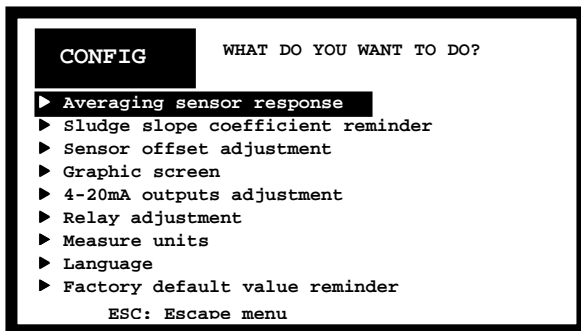 CONFIG WHAT DO YOU WANT TO DO?
Averaging sensor response
Sludge slope coefficient reminder
Sensor offset adjustment
Graphic screen
4-20mA outputs adjustment
Relay adjustment
Measure units
Language
Factory default value reminder
ESC: Escape menu